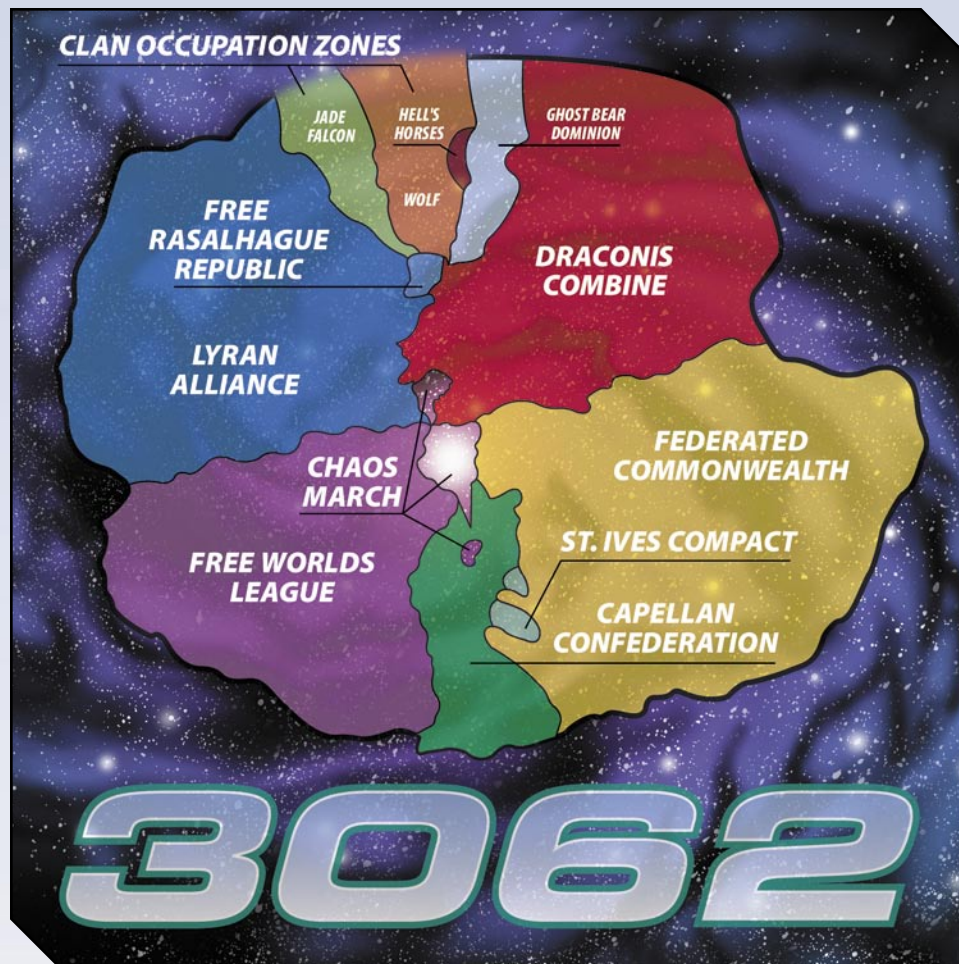 CLAN OCCUPATION ZONES
JADE
FALCON
HELL'S
HORSES
WOLF
GHOST BEAR
DOMINION
FREE
RASALHAGUE
REPUBLIC
DRACONIS
COMBINE
LYRAN
ALLIANCE
FEDERATED
COMMONWEALTH
CHAOS
MARCH
ST. IVES COMPACT
FREE WORLDS
LEAGUE
CAPELLAN
CONFEDERATION
3062